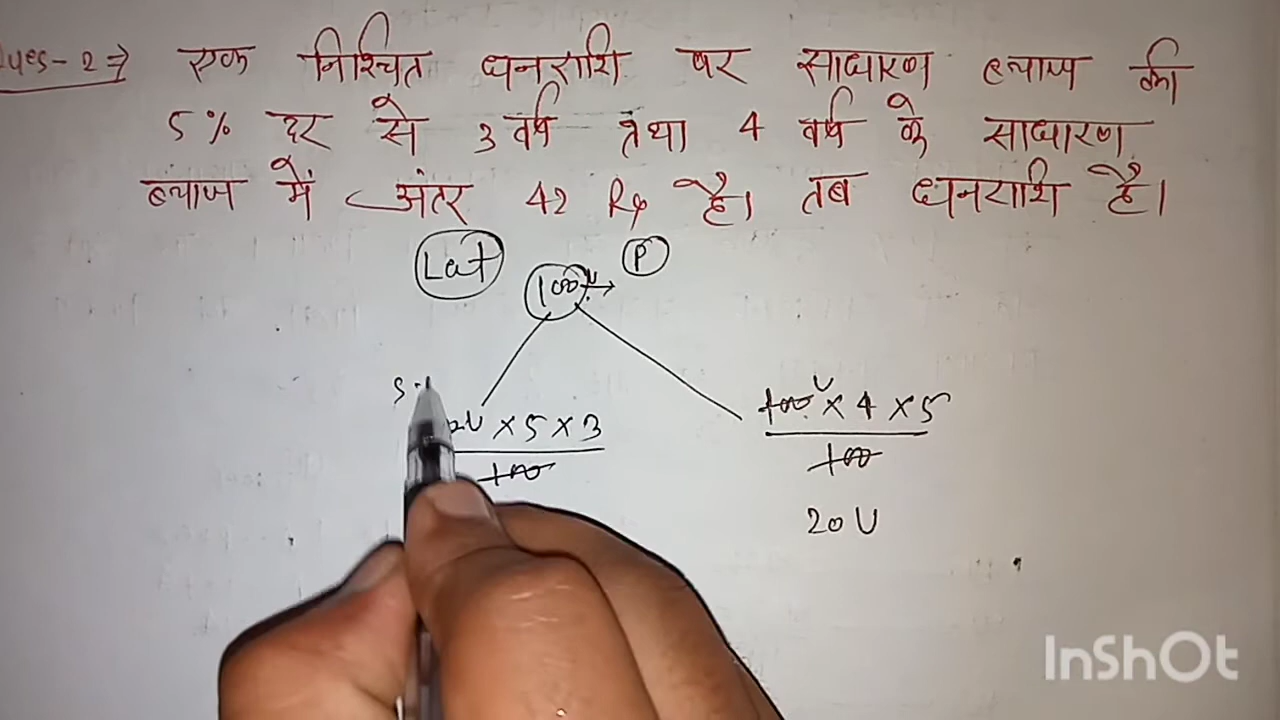 Ques-2⇒ एक निश्चित धनराशि पर साधारण ब्याज की
5% दर से 3 वर्ष तथा 4 वर्ष के साधारण
ब्याज में अंतर 42 Rs है। तब धनराशि है।
Let 100U → P
S.I
U × 5 × 3
100
100U × 4 × 5
100
20 U
InShOt